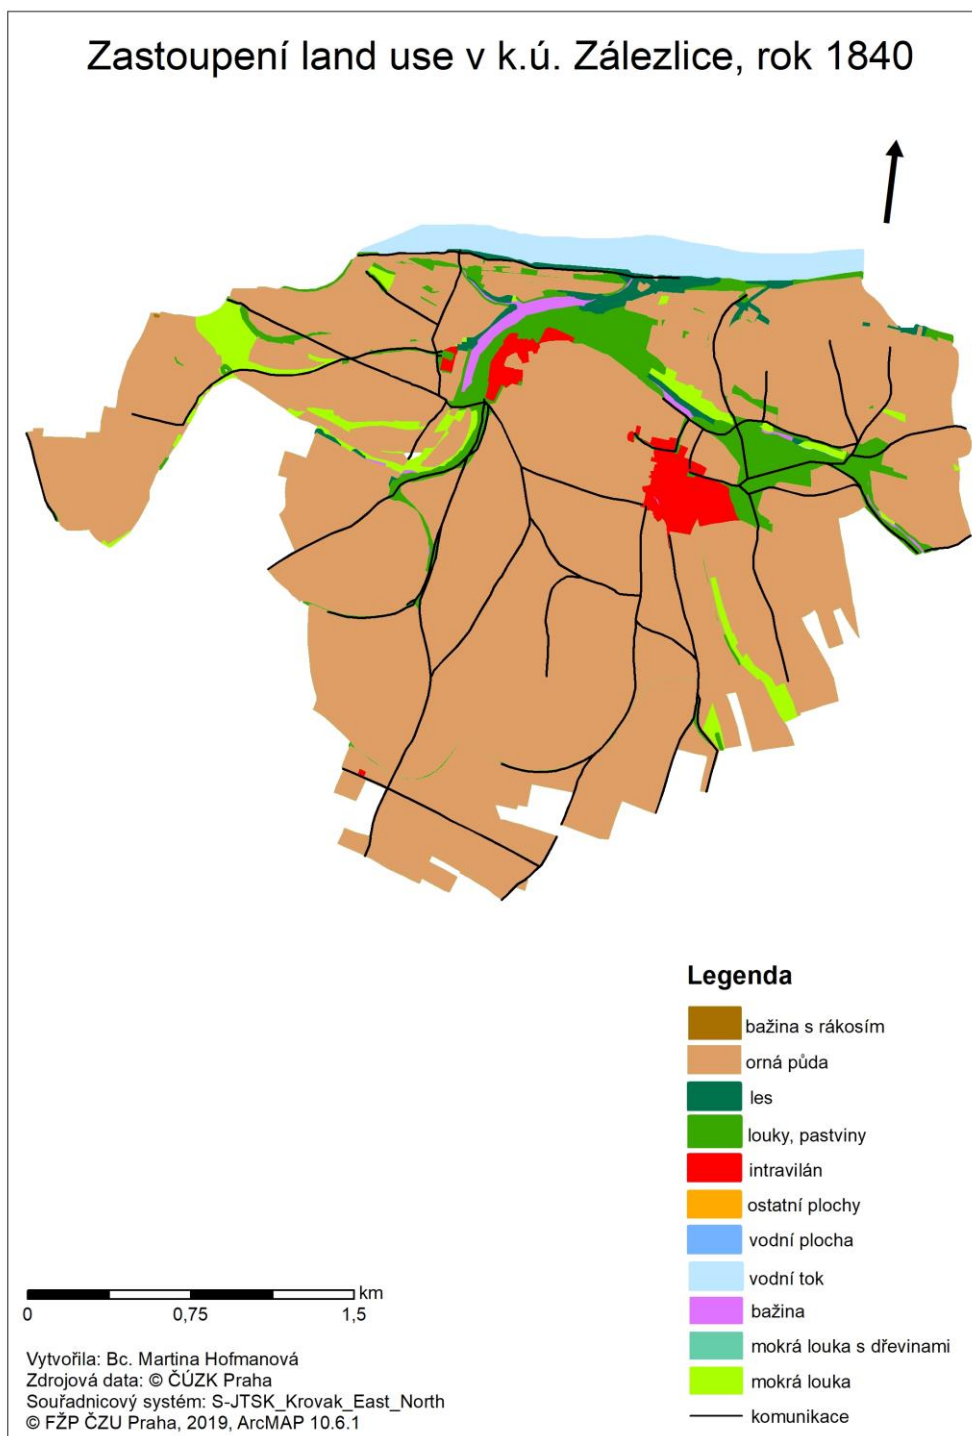 Zastoupení land use v k.ú. Zálezlice, rok 1840
Legenda
bažina s rákosím
orná půda
les
louky, pastviny
intravilán
ostatní plochy
vodní plocha
vodní tok
bažina
mokrá louka s dřevinami
mokrá louka
komunikace
km
0 0,75 1,5
Vytvořila: Bc. Martina Hofmanová
Zdrojová data: © ČÚZK Praha
Souřadnicový systém: S-JTSK_Krovak_East_North
© FŽP ČZU Praha, 2019, ArcMAP 10.6.1